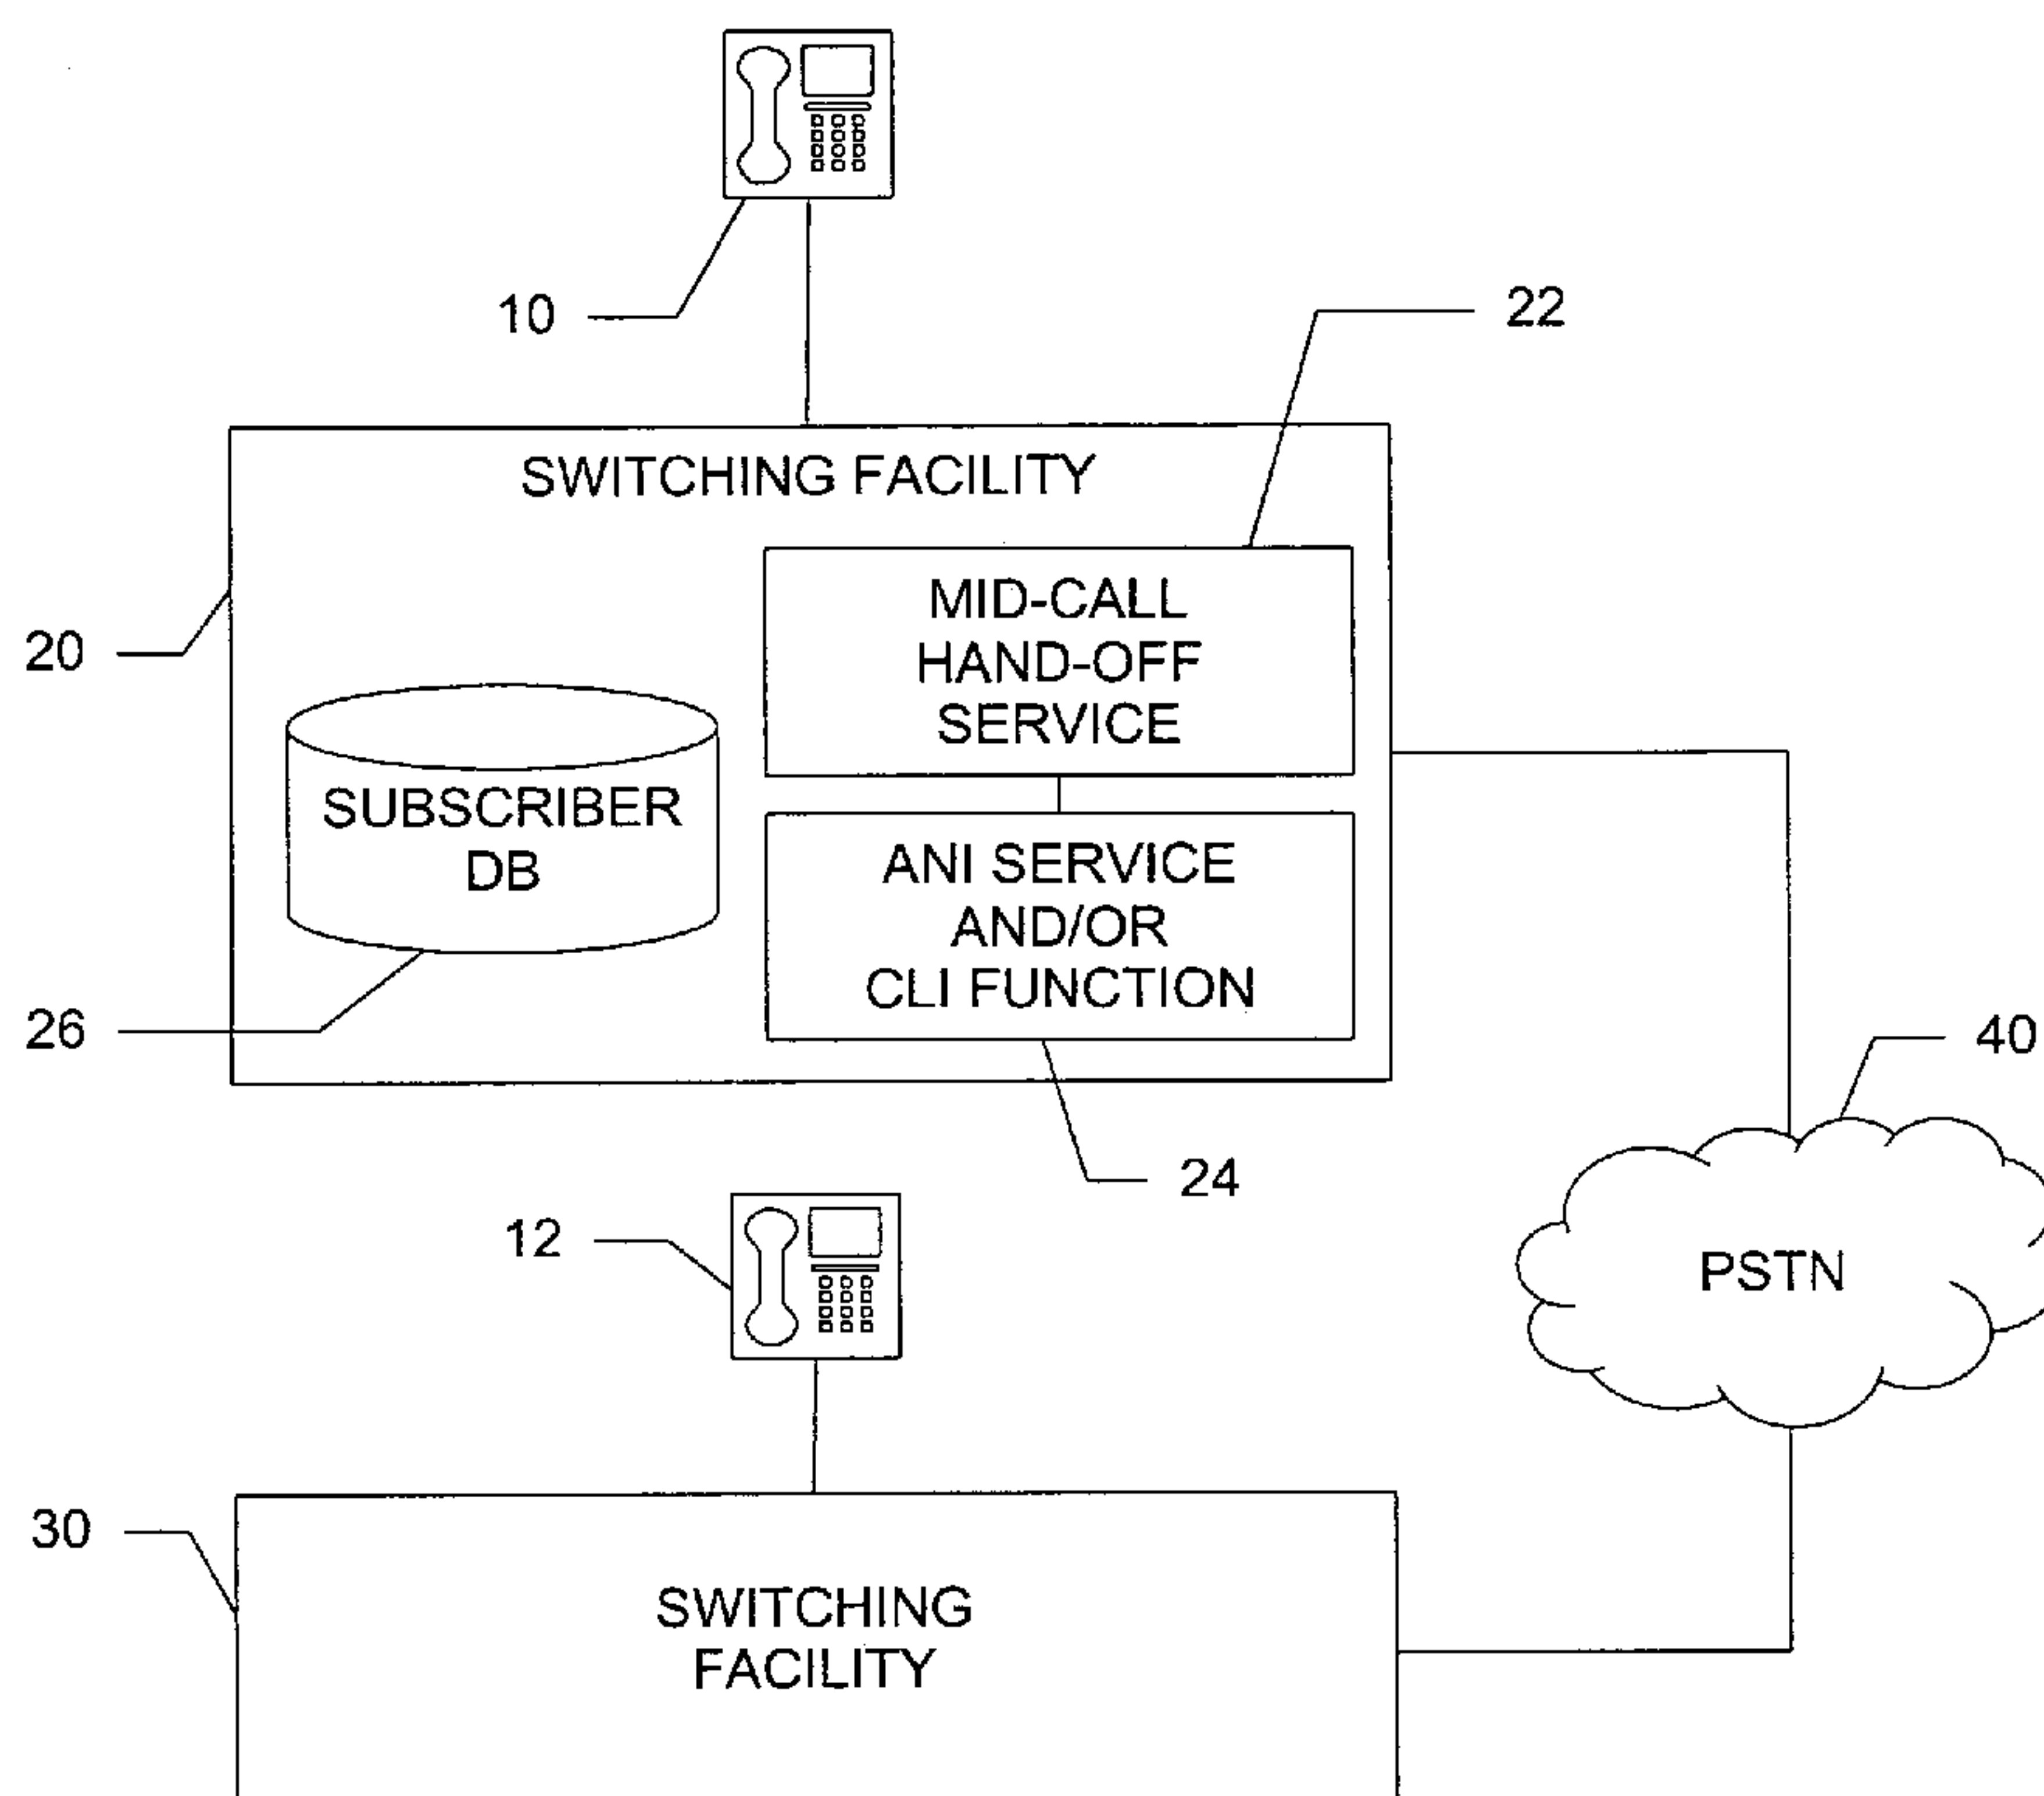 10
22
SWITCHING FACILITY
MID-CALL
HAND-OFF
SERVICE
20
SUBSCRIBER
DB
ANI SERVICE
AND/OR
CLI FUNCTION
26
40
24
12
PSTN
30
SWITCHING
FACILITY